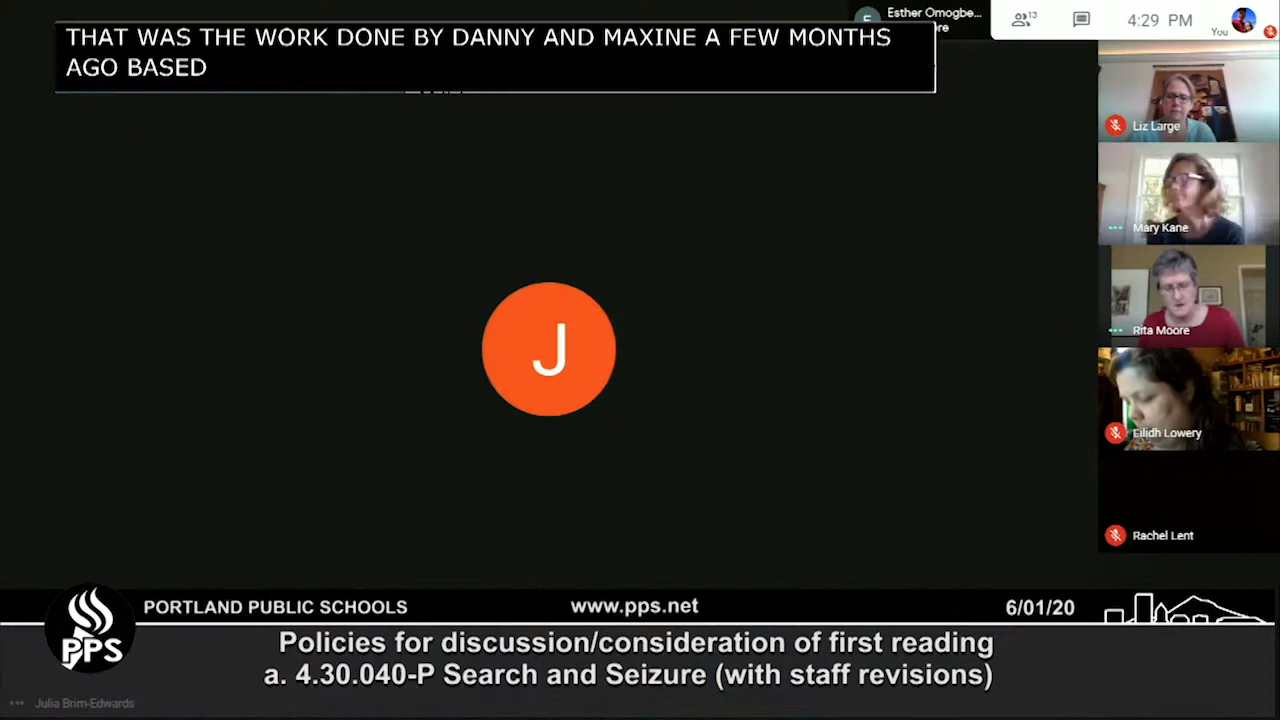 THAT WAS THE WORK DONE BY DANNY AND MAXINE A FEW MONTHS
AGO BASED
Esther Omogbe...
13
4:29 PM
You
Liz Large
Mary Kane
Rita Moore
Eilidh Lowery
Rachel Lent
J
PORTLAND PUBLIC SCHOOLS
www.pps.net
6/01/20
PPS
Policies for discussion/consideration of first reading
a. 4.30.040-P Search and Seizure (with staff revisions)
Julia Brim-Edwards